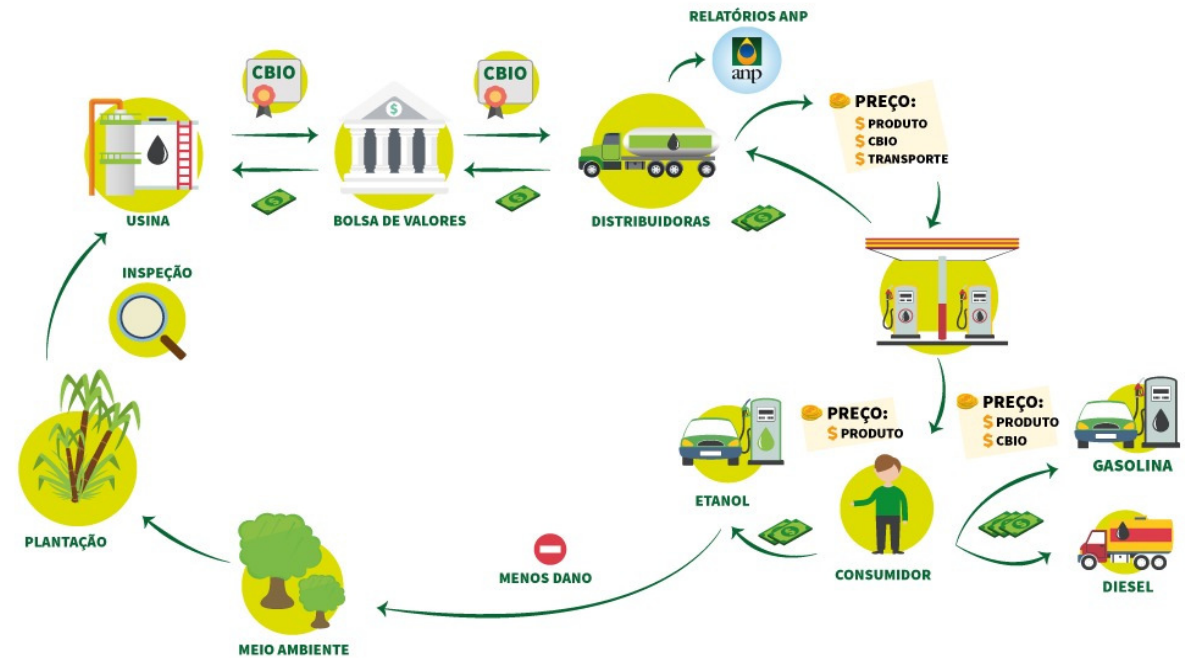 RELATÓRIOS ANP
anp
CBIO
CBIO
PREÇO:
$ PRODUTO
$ CBIO
$ TRANSPORTE
$
USINA
BOLSA DE VALORES
DISTRIBUIDORAS
INSPEÇÃO
PREÇO:
$ PRODUTO
PREÇO:
$ PRODUTO
$ CBIO
GASOLINA
ETANOL
PLANTAÇÃO
MENOS DANO
CONSUMIDOR
DIESEL
MEIO AMBIENTE